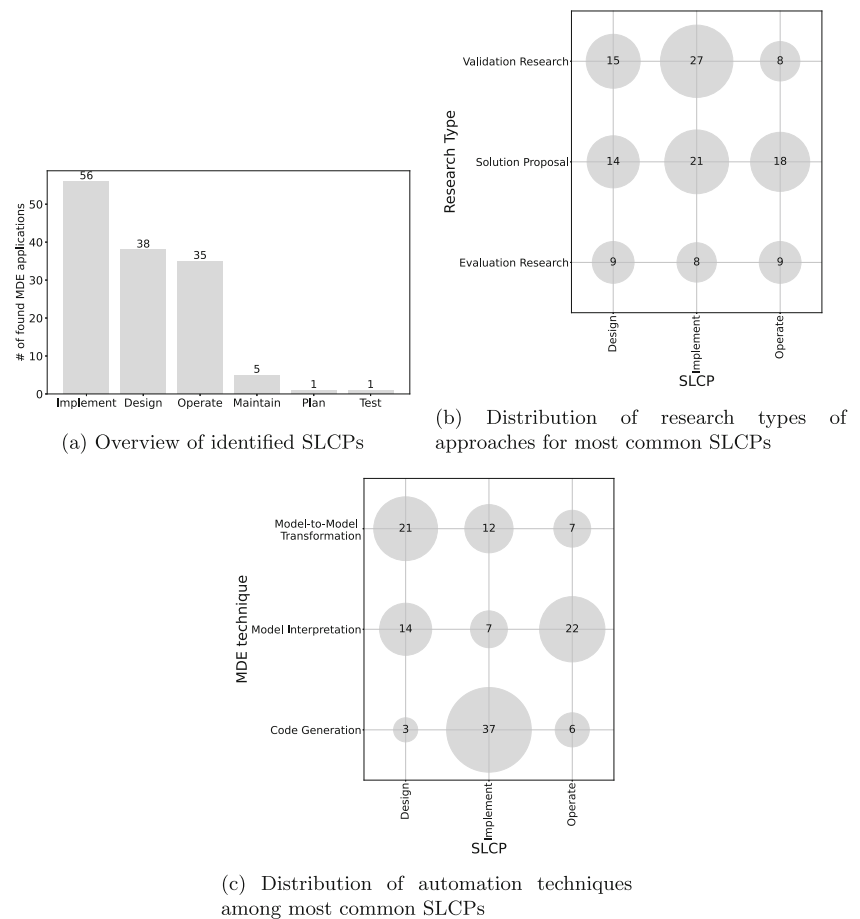 # of found MDE applications
50
40
30
20
10
0
56
38
35
5
1
1
Implement Design Operate Maintain Plan Test
(a) Overview of identified SLCPs
Research Type
Validation Research 15 27 8
Solution Proposal 14 21 18
Evaluation Research 9 8 9
Design Implement Operate
SLCP
(b) Distribution of research types of
approaches for most common SLCPs
MDE technique
Model-to-Model
Transformation
21 12 7
Model Interpretation 14 7 22
Code Generation 3 37 6
Design Implement Operate
SLCP
(c) Distribution of automation techniques
among most common SLCPs